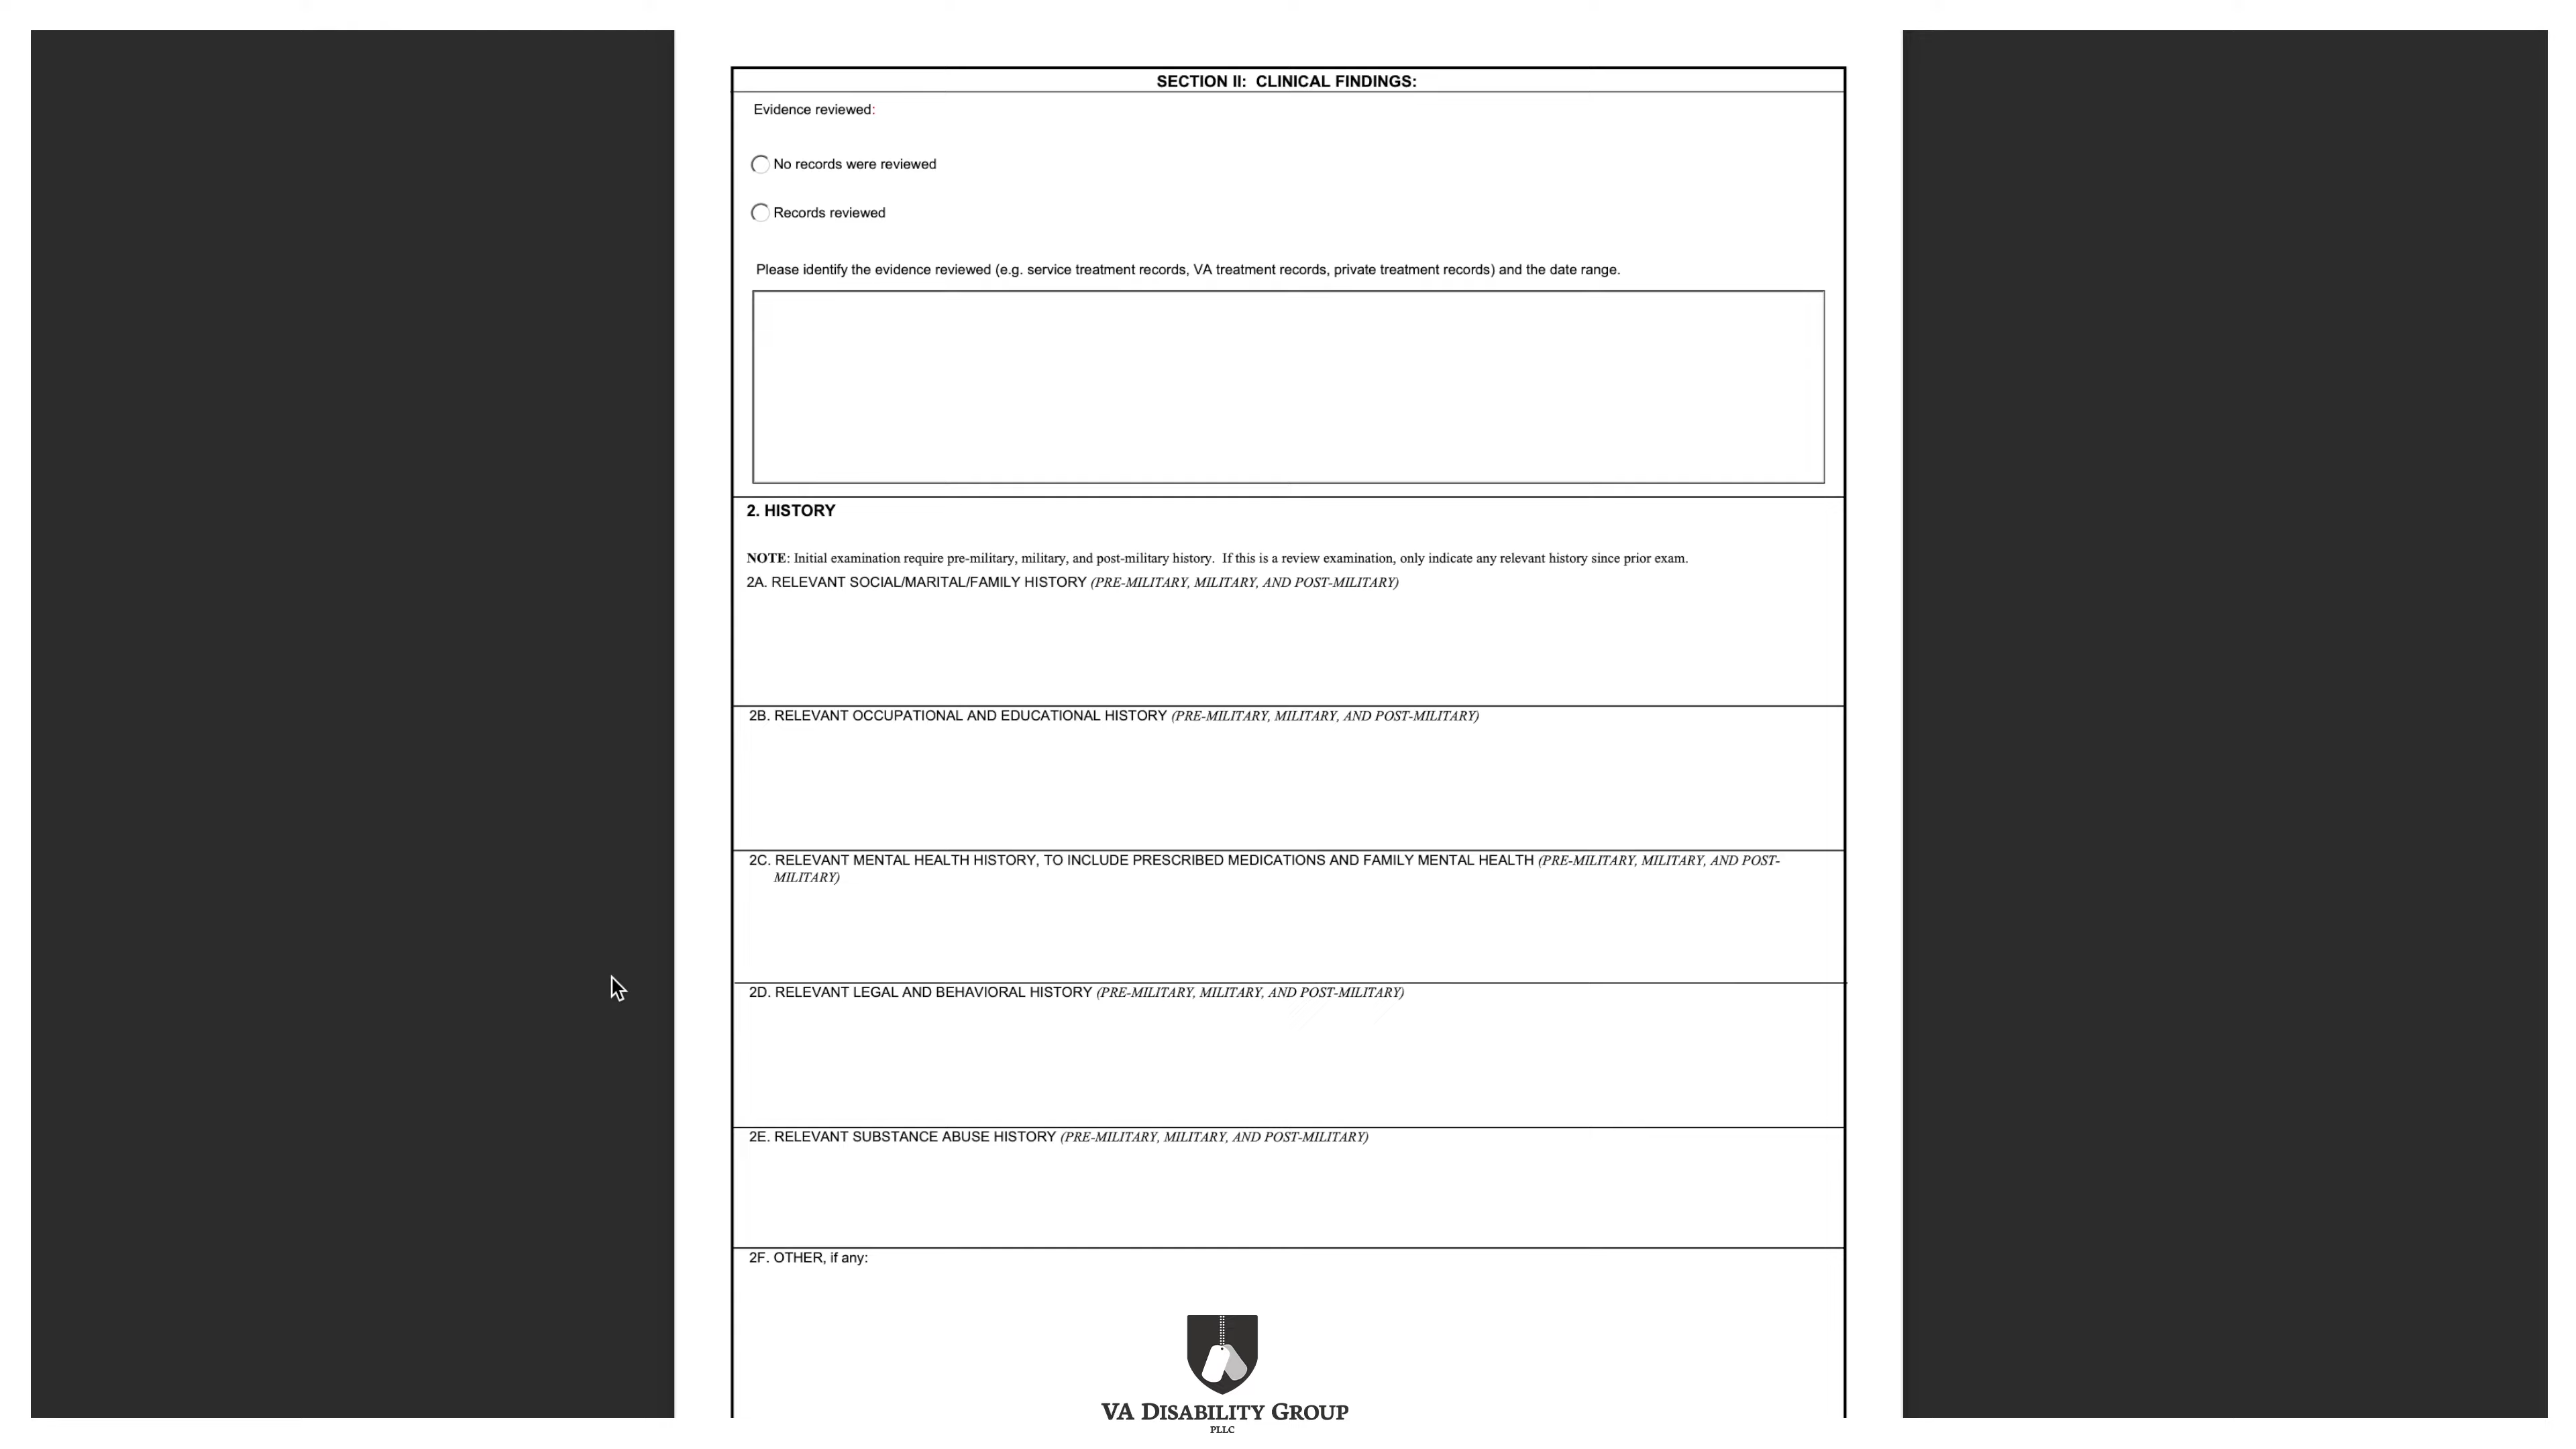 SECTION II: CLINICAL FINDINGS:
Evidence reviewed:
No records were reviewed
Records reviewed
Please identify the evidence reviewed (e.g. service treatment records, VA treatment records, private treatment records) and the date range.
2. HISTORY
NOTE: Initial examination require pre-military, military, and post-military history. If this is a review examination, only indicate any relevant history since prior exam.
2A. RELEVANT SOCIAL/MARITAL/FAMILY HISTORY (PRE-MILITARY, MILITARY, AND POST-MILITARY)
2B. RELEVANT OCCUPATIONAL AND EDUCATIONAL HISTORY (PRE-MILITARY, MILITARY, AND POST-MILITARY)
2C. RELEVANT MENTAL HEALTH HISTORY, TO INCLUDE PRESCRIBED MEDICATIONS AND FAMILY MENTAL HEALTH (PRE-MILITARY, MILITARY, AND POST-
MILITARY)
2D. RELEVANT LEGAL AND BEHAVIORAL HISTORY (PRE-MILITARY, MILITARY, AND POST-MILITARY)
2E. RELEVANT SUBSTANCE ABUSE HISTORY (PRE-MILITARY, MILITARY, AND POST-MILITARY)
2F. OTHER, if any:
VA DISABILITY GROUP
PLLC